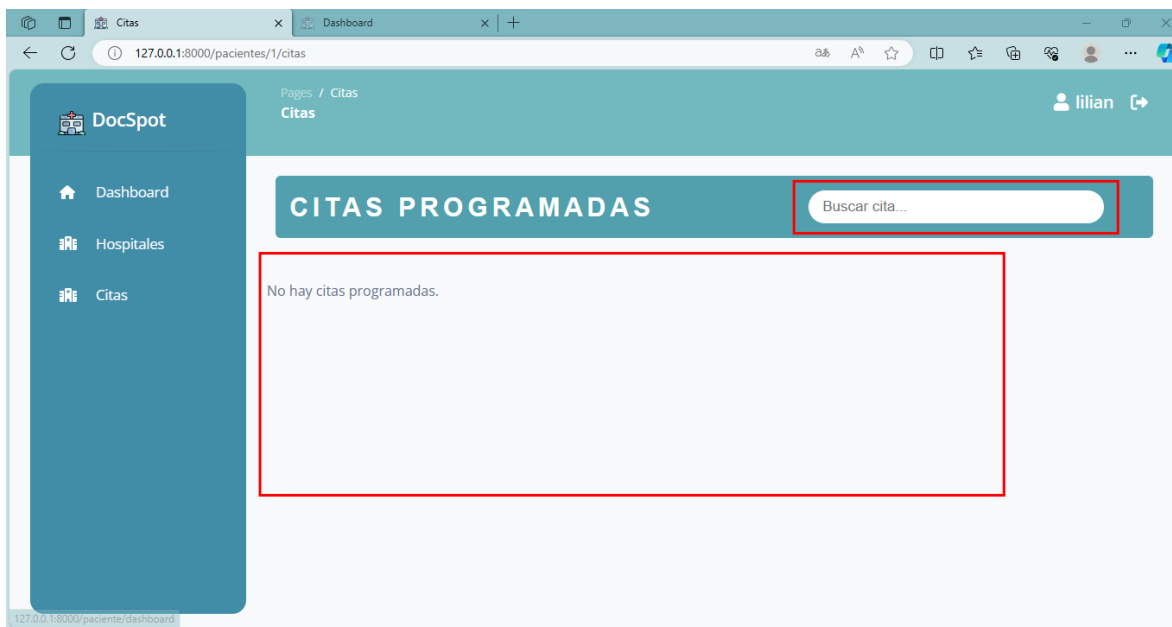 Citas
Dashboard
127.0.0.1:8000/pacientes/1/citas
DocSpot
Pages / Citas
Citas
lilian
Dashboard
Hospitales
Citas
CITAS PROGRAMADAS
Buscar cita...
No hay citas programadas.
127.0.0.1:8000/paciente/dashboard